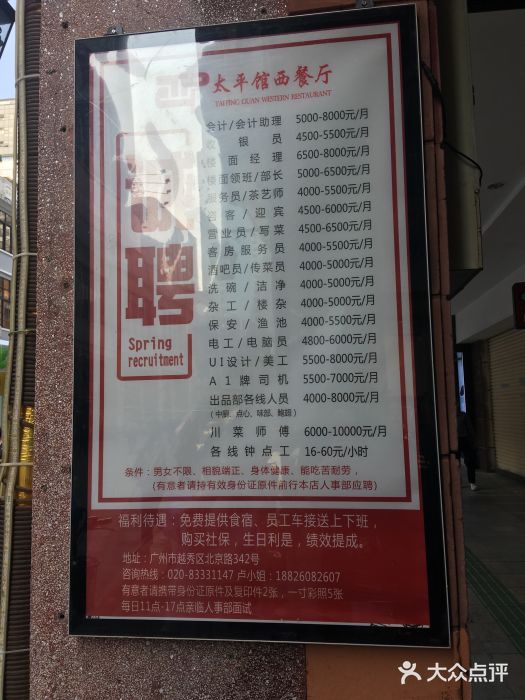 太平馆西餐厅
TAI PING GUAN WESTERN RESTAURANT
聘
Spring
recruitment
会计/会计助理 5000-8000元/月
收银员 4500-5500元/月
楼面经理 6500-8000元/月
楼面领班/部长 5000-6500元/月
服务员/茶艺师 4000-5500元/月
咨客/迎宾 4500-6000元/月
营业员/写菜 4500-6500元/月
客房服务员 4000-5500元/月
酒吧员/传菜员 4000-5000元/月
洗碗/洁净 4000-5000元/月
杂工/楼杂 4000-5000元/月
保安/渔池 4000-5500元/月
电工/电脑员 4800-6000元/月
UI设计/美工 5500-8000元/月
A1牌司机 5500-7000元/月
出品部各线人员 4000-8000元/月
(中厨、点心、味部、鲍翅)
川菜师傅 6000-10000元/月
各线钟点工 16-60元/小时
条件：男女不限、相貌端正、身体健康、能吃苦耐劳，
(有意者请持有效身份证原件前行本店人事部应聘)
福利待遇：免费提供食宿、员工车接送上下班，
购买社保，生日利是，绩效提成。
地址：广州市越秀区北京路342号
咨询热线：020-83331147 卢小姐：18826082607
有意者请携带身份证原件及复印件2张，一寸彩照5张
每日11点-17点亲临人事部面试
大众点评